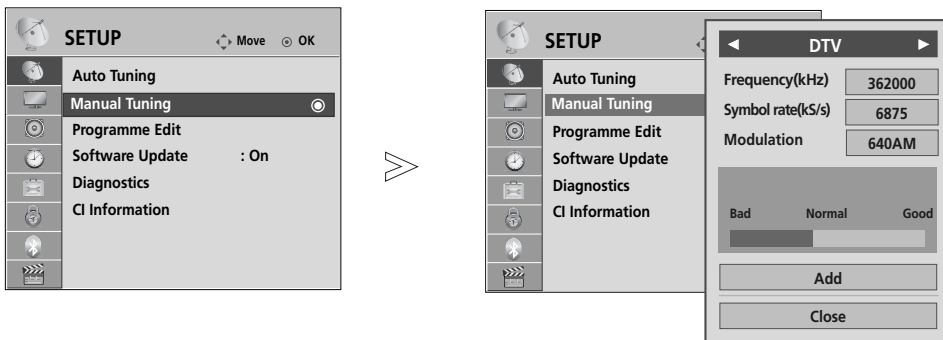 SETUP Move OK
Auto Tuning
Manual Tuning
Programme Edit
Software Update : On
Diagnostics
CI Information
SETUP
Auto Tuning
Manual Tuning
Programme Edit
Software Update
Diagnostics
CI Information
DTV
Frequency(kHz) 362000
Symbol rate(kS/s) 6875
Modulation 640AM
Bad Normal Good
Add
Close